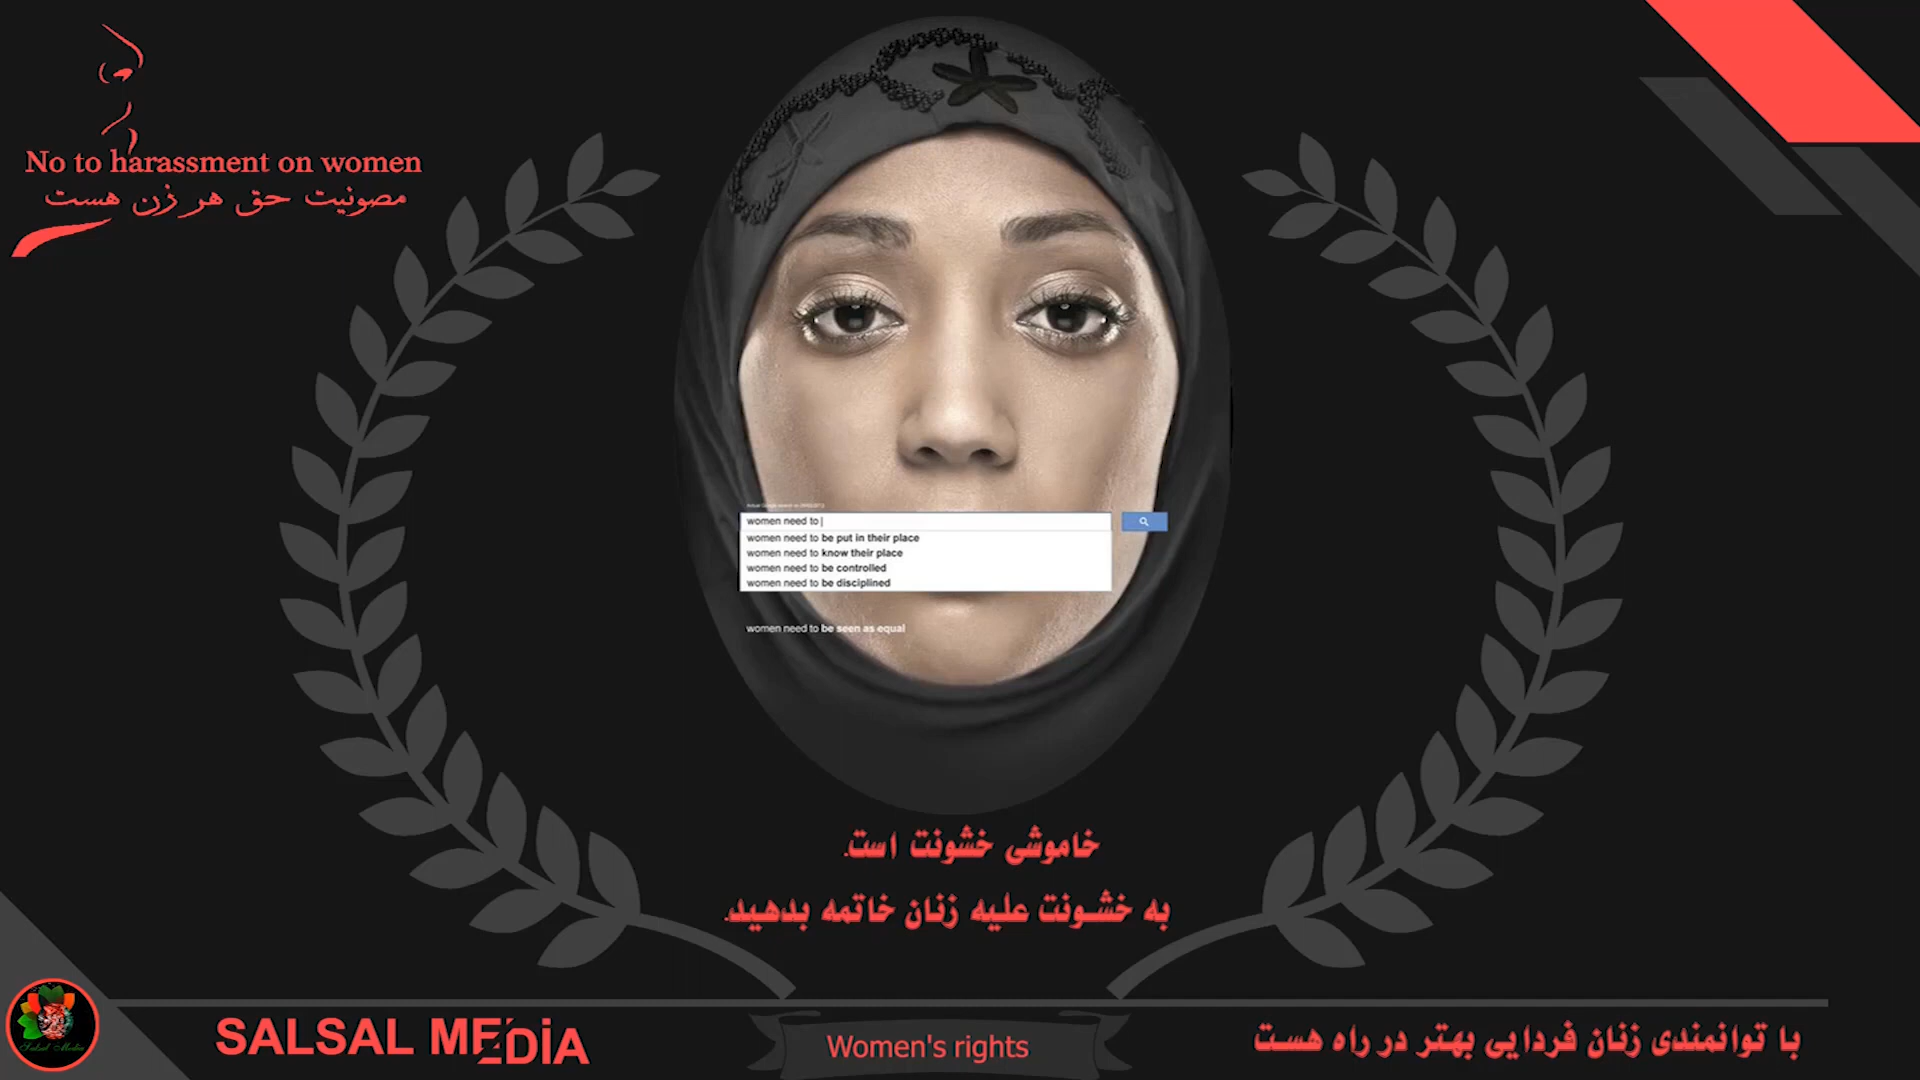 No to harassment on women
مصونیت حق هر زن هست
women need to
women need to be put in their place
women need to know their place
women need to be controlled
women need to be disciplined
women need to be seen as equal
خاموشی خشونت است.
به خشونت علیه زنان خاتمه بدهید.
Salsal Media
SALSAL MEDiA
Women's rights
با توانمندی زنان فردایی بهتر در راه هست